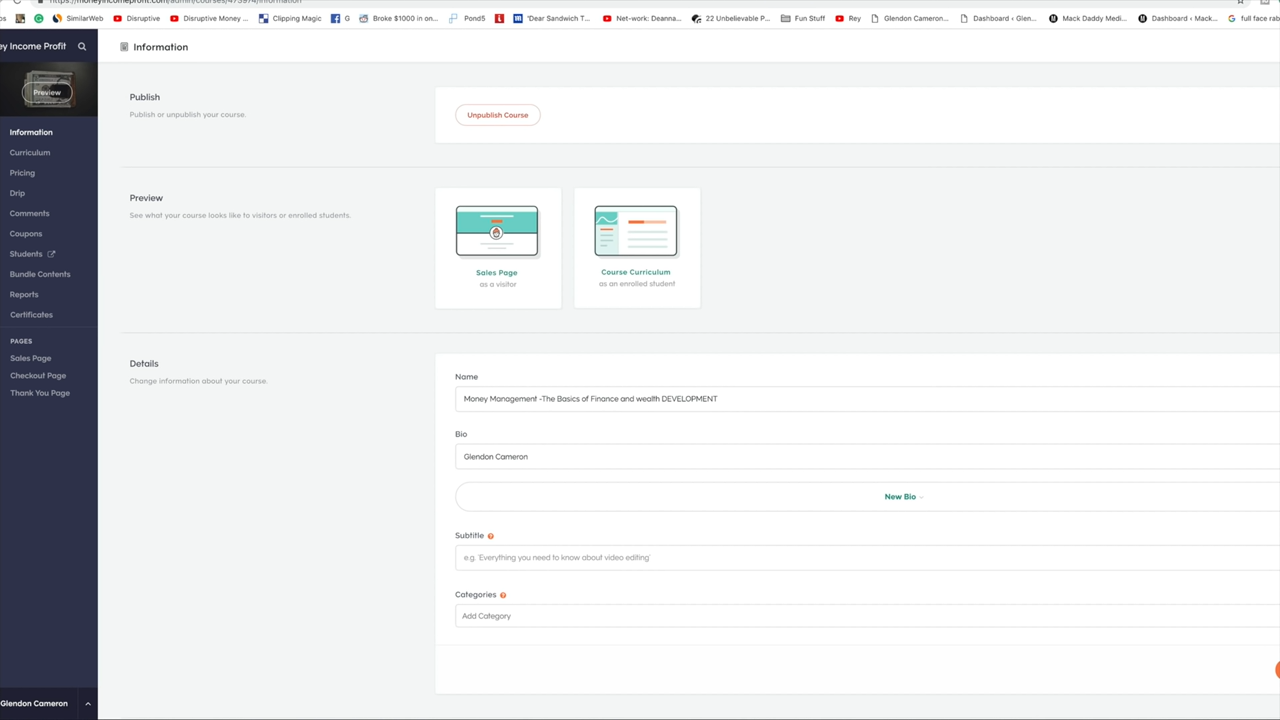 SimilarWeb Disruptive Disruptive Money ... Clipping Magic G Broke $1000 in on... Pond5 'Dear Sandwich T... Net-work: Deanna... 22 Unbelievable P... Fun Stuff Rey Glendon Cameron... Dashboard ‹ Glen... Mack Daddy Medi... Dashboard ‹ Mack... full face rab
ey Income Profit
Information
Preview
Publish
Publish or unpublish your course.
Unpublish Course
Information
Curriculum
Pricing
Drip
Comments
Coupons
Students
Bundle Contents
Reports
Certificates
PAGES
Sales Page
Checkout Page
Thank You Page
Preview
See what your course looks like to visitors or enrolled students.
Sales Page
as a visitor
Course Curriculum
as an enrolled student
Details
Change information about your course.
Name
Money Management -The Basics of Finance and wealth DEVELOPMENT
Bio
Glendon Cameron
New Bio
Subtitle
e.g. 'Everything you need to know about video editing'
Categories
Add Category
Glendon Cameron